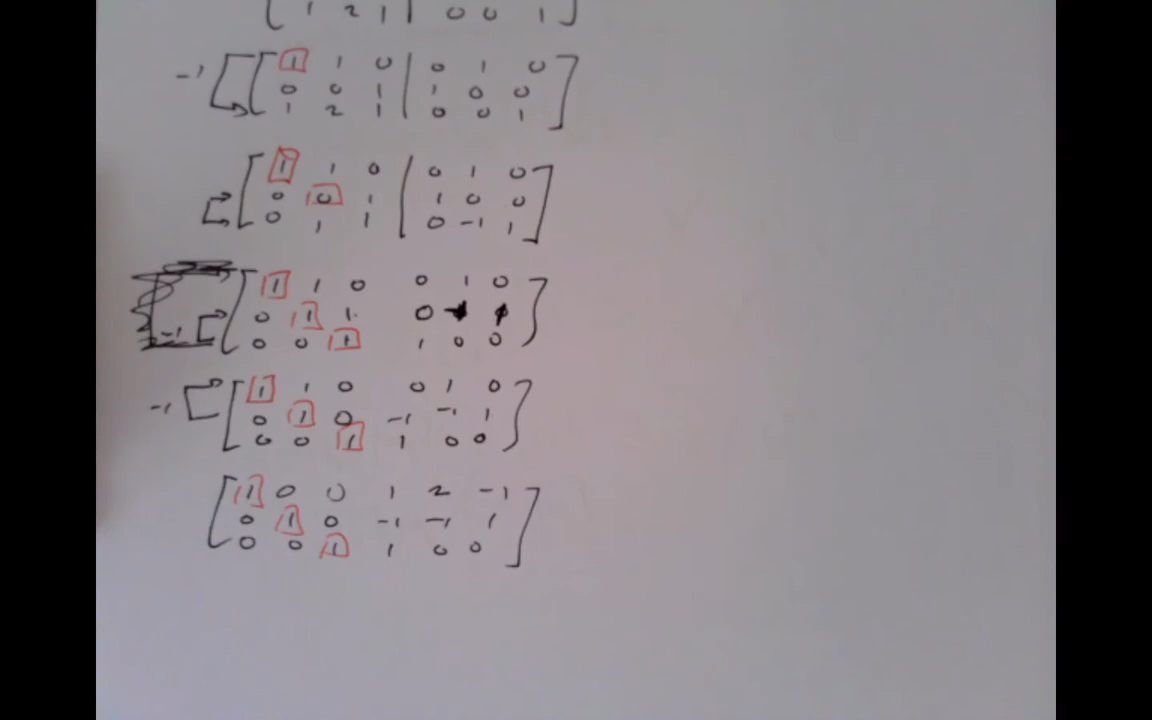 [ 1 2 1 | 0 0 1 ]
-1 [ 1 1 0 | 0 1 0 ]
0 0 1 | 1 0 0
1 2 1 | 0 0 1
[ 1 1 0 | 0 1 0 ]
0 0 1 | 1 0 0
0 1 1 | 0 -1 1
[ 1 1 0 0 1 0 ]
0 1 1 0
-1 0 0 1 1 0 0
-1 [ 1 1 0 0 1 0 ]
0 1 0 -1 -1 1
0 0 1 1 0 0
[ 1 0 0 1 2 -1 ]
0 1 0 -1 -1 1
0 0 1 1 0 0